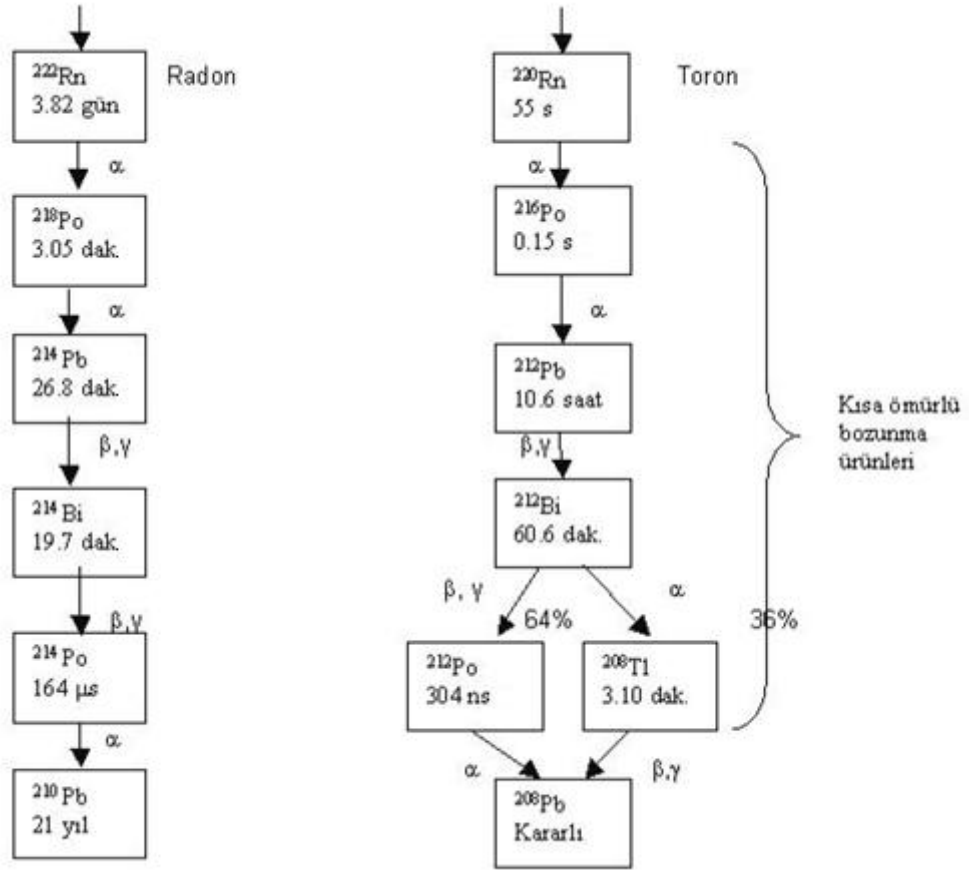 ²²²Rn
3.82 gün
Radon
α
²¹⁸Po
3.05 dak.
α
²¹⁴Pb
26.8 dak.
β,γ
²¹⁴Bi
19.7 dak.
β,γ
²¹⁴Po
164 µs
α
²¹⁰Pb
21 yıl
²²⁰Rn
55 s
Toron
α
²¹⁶Po
0.15 s
α
²¹²Pb
10.6 saat
β,γ
²¹²Bi
60.6 dak.
β, γ
64%
α
36%
²¹²Po
304 ns
²⁰⁸Tl
3.10 dak.
α
β,γ
²⁰⁸Pb
Kararlı
Kısa ömürlü
bozunma
ürünleri